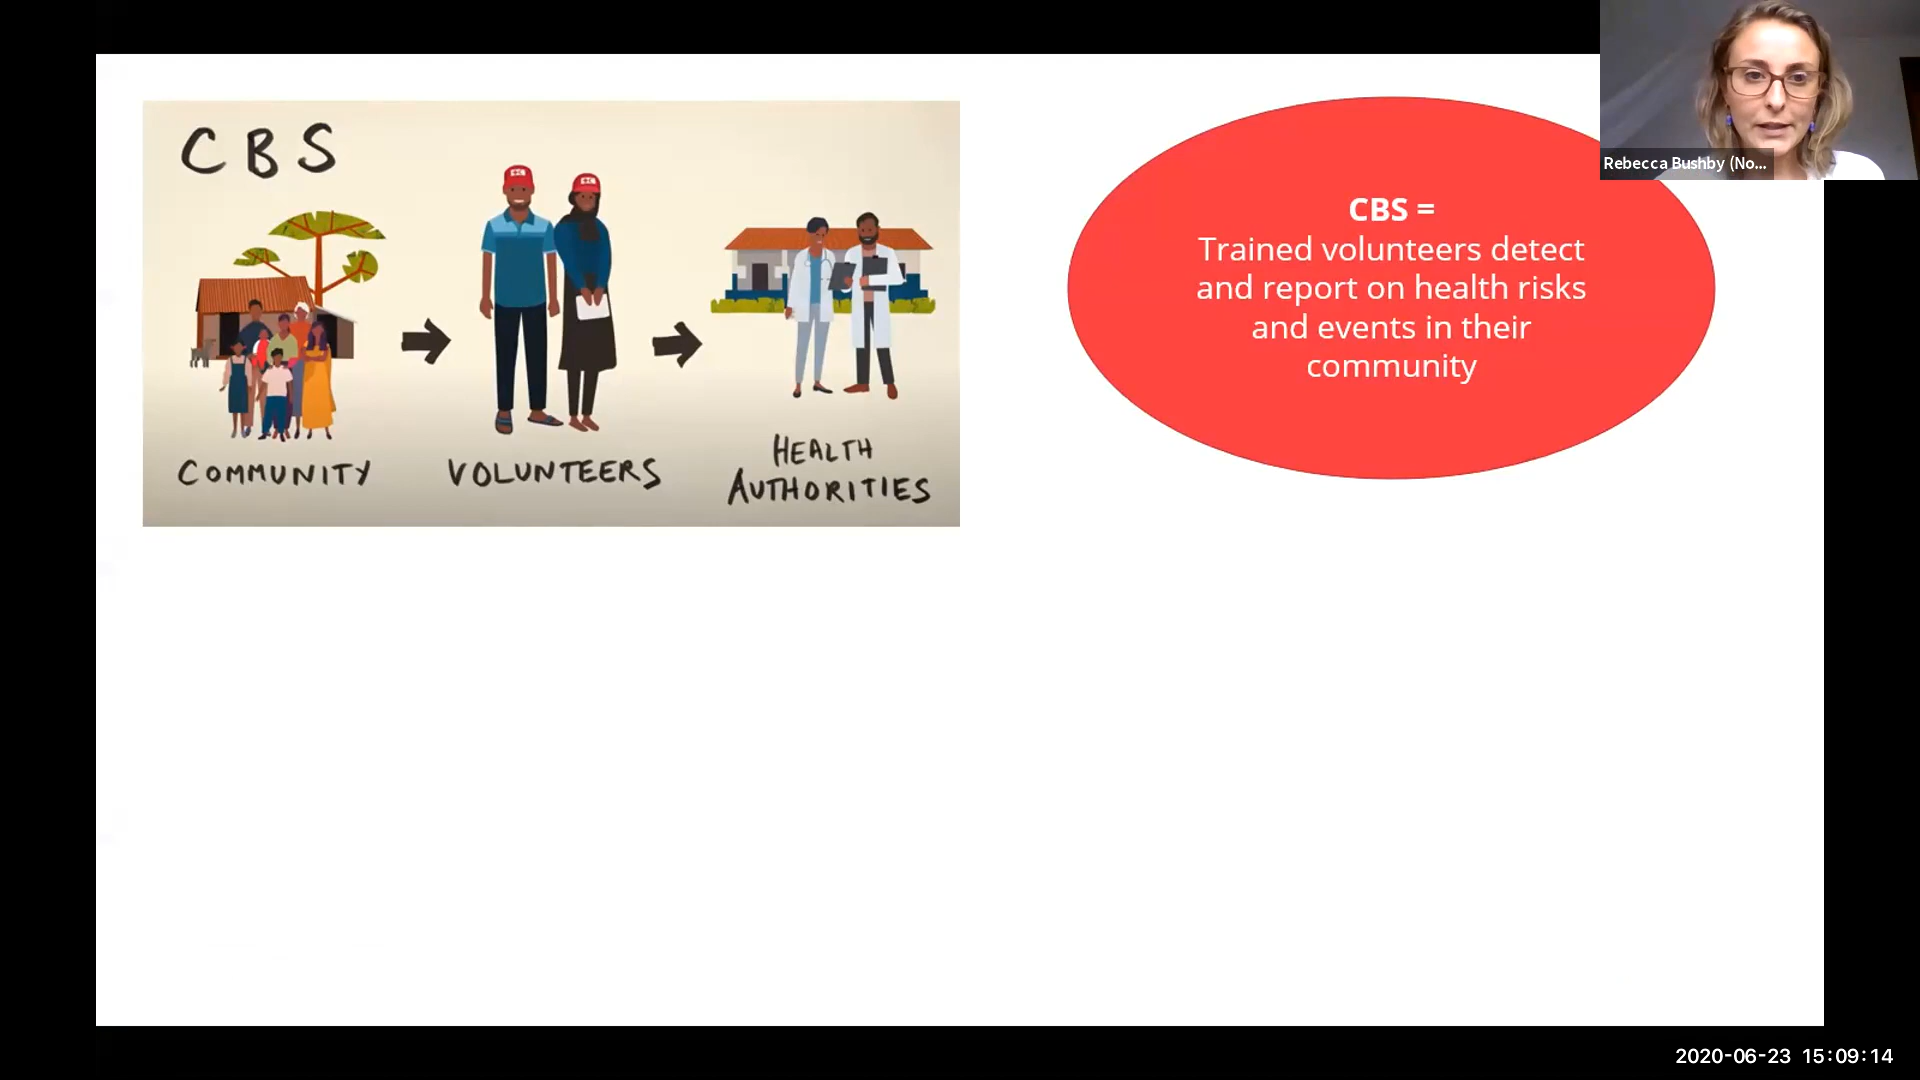 CBS
COMMUNITY
VOLUNTEERS
HEALTH
AUTHORITIES
CBS =
Trained volunteers detect
and report on health risks
and events in their
community
Rebecca Bushby (No...
2020-06-23 15:09:14